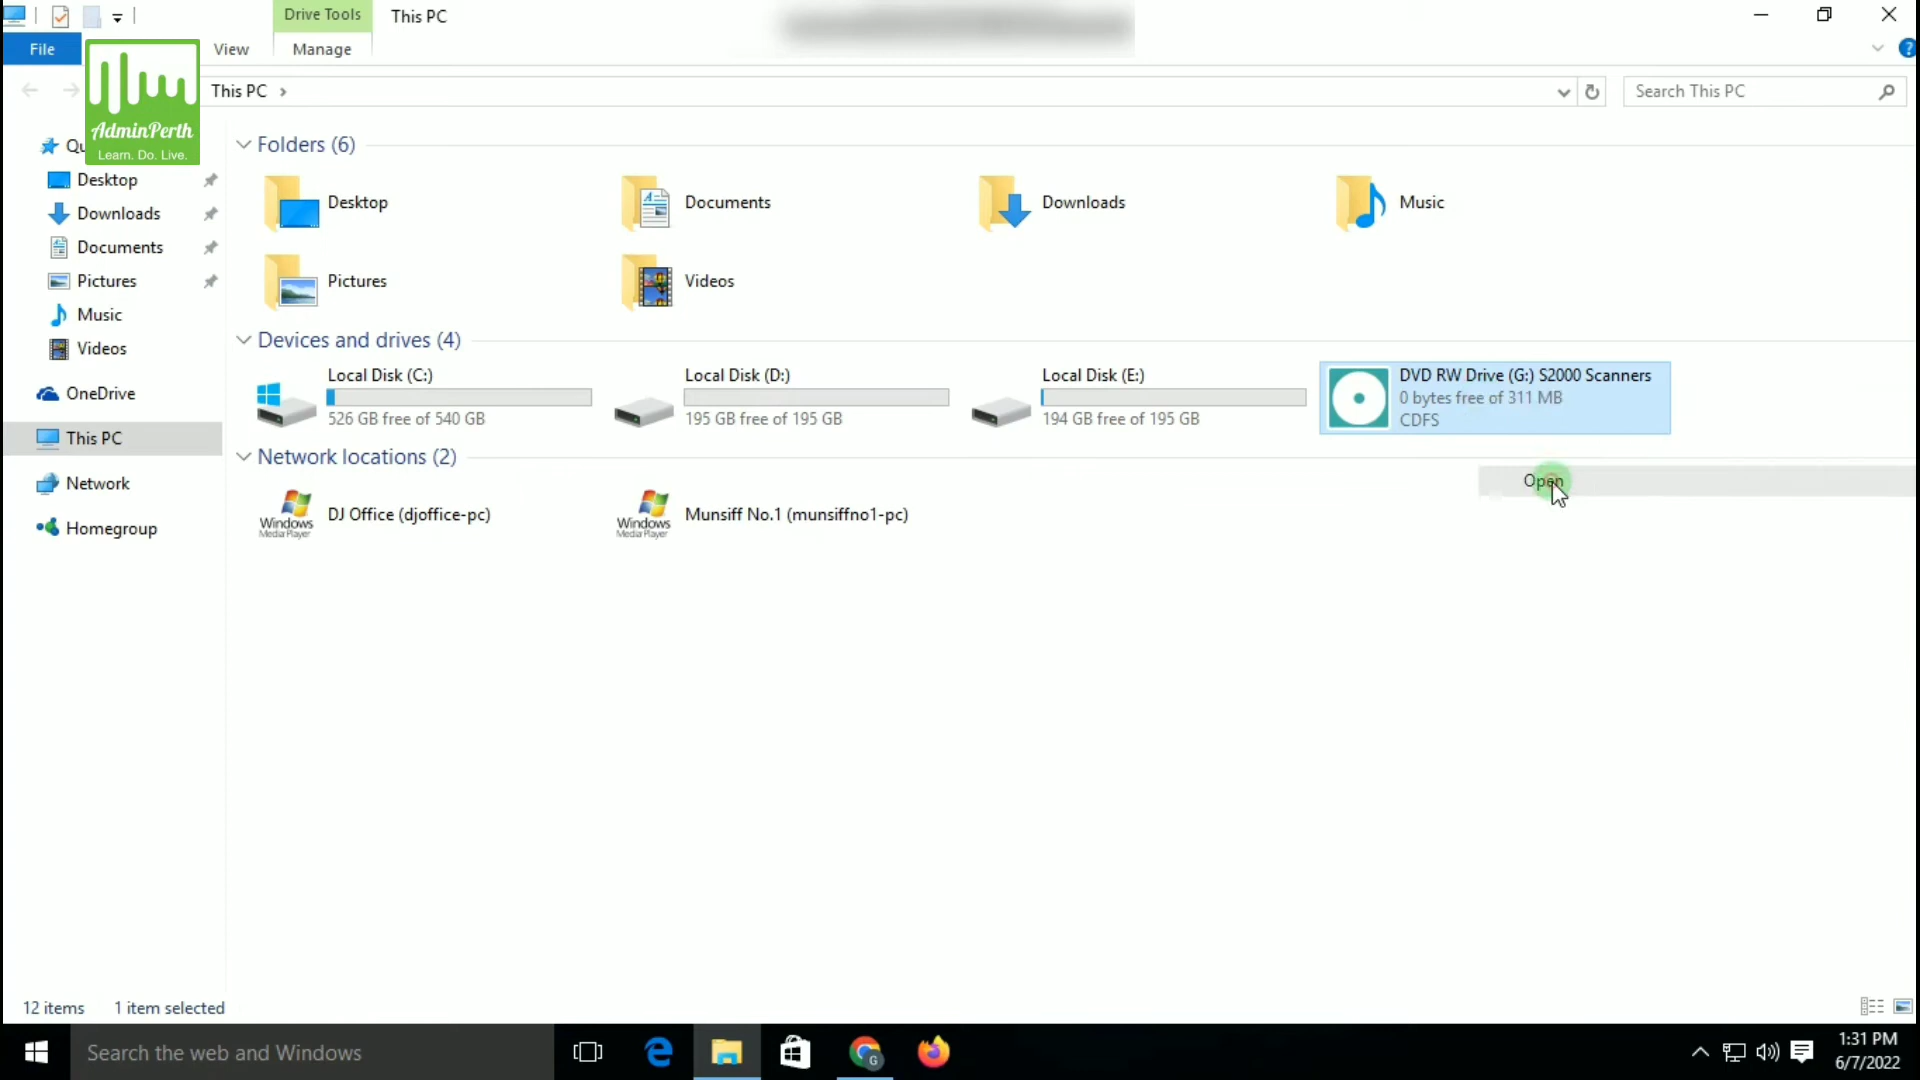 Drive Tools
This PC
File
View
Manage
AdminPerth
Learn. Do. Live.
This PC
Search This PC
Desktop
Downloads
Documents
Pictures
Music
Videos
OneDrive
This PC
Network
Homegroup
Folders (6)
Desktop
Documents
Downloads
Music
Pictures
Videos
Devices and drives (4)
Local Disk (C:)
526 GB free of 540 GB
Local Disk (D:)
195 GB free of 195 GB
Local Disk (E:)
194 GB free of 195 GB
DVD RW Drive (G:) S2000 Scanners
0 bytes free of 311 MB
CDFS
Network locations (2)
Windows
Media Player
DJ Office (djoffice-pc)
Windows
Media Player
Munsiff No.1 (munsiffno1-pc)
Open
12 items
1 item selected
Search the web and Windows
G
1:31 PM
6/7/2022